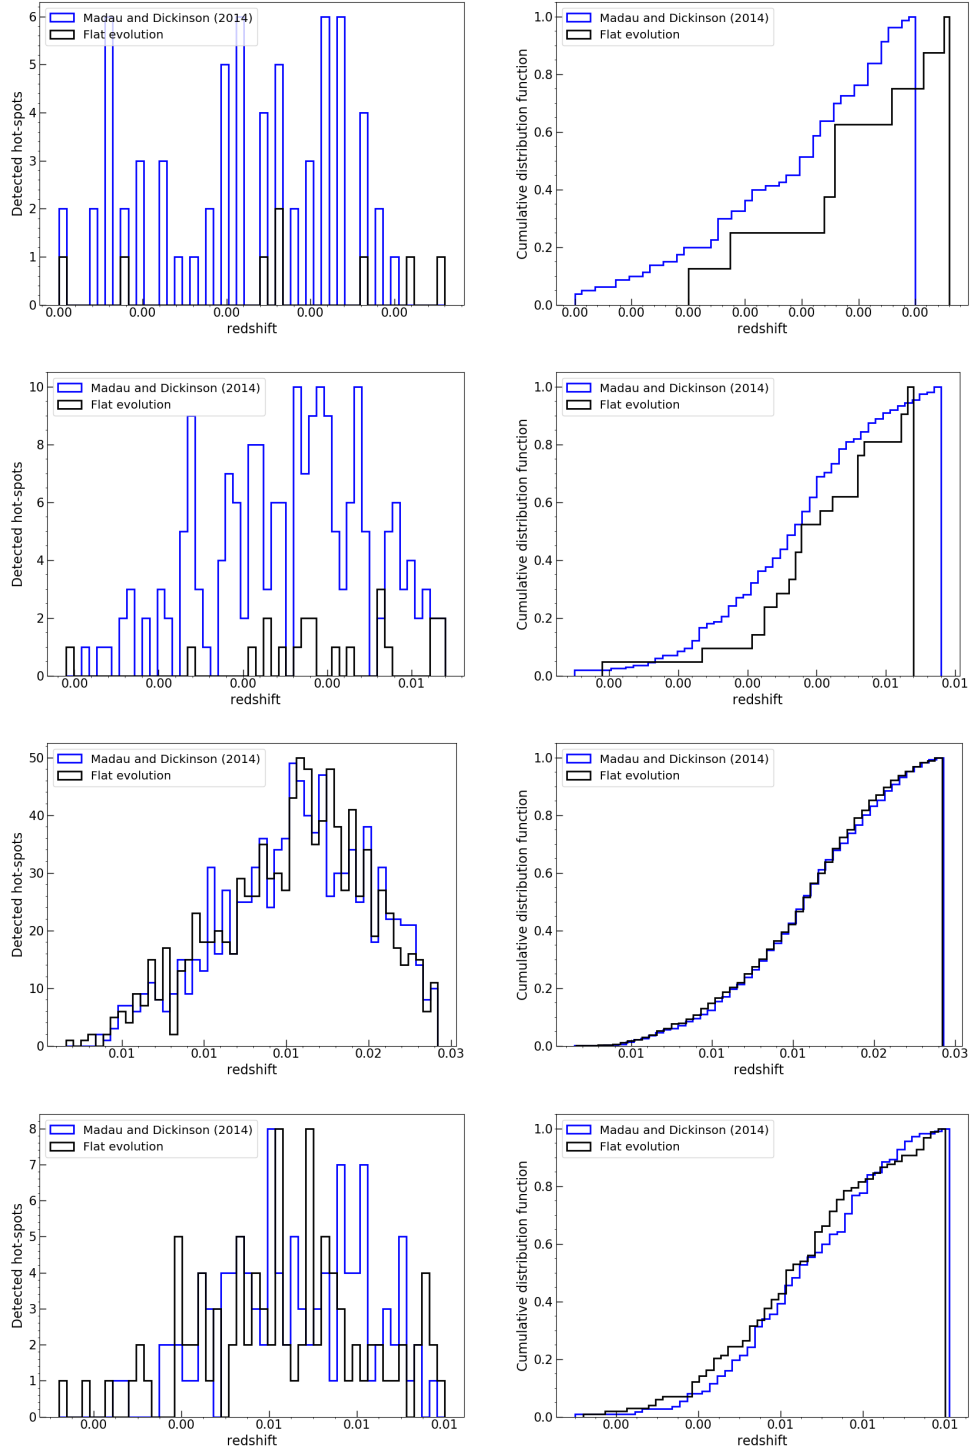 Madau and Dickinson (2014)
Flat evolution
Detected hot-spots
6
5
4
3
2
1
0
0.00 0.00 0.00 0.00 0.00
redshift
Madau and Dickinson (2014)
Flat evolution
Cumulative distribution function
1.0
0.8
0.6
0.4
0.2
0.0
0.00 0.00 0.00 0.00 0.00 0.00 0.00
redshift
Madau and Dickinson (2014)
Flat evolution
Detected hot-spots
10
8
6
4
2
0
0.00 0.00 0.00 0.00 0.01
redshift
Madau and Dickinson (2014)
Flat evolution
Cumulative distribution function
1.0
0.8
0.6
0.4
0.2
0.0
0.00 0.00 0.00 0.00 0.01 0.01
redshift
Madau and Dickinson (2014)
Flat evolution
Detected hot-spots
50
40
30
20
10
0
0.01 0.01 0.01 0.02 0.03
redshift
Madau and Dickinson (2014)
Flat evolution
Cumulative distribution function
1.0
0.8
0.6
0.4
0.2
0.0
0.01 0.01 0.01 0.02 0.03
redshift
Madau and Dickinson (2014)
Flat evolution
Detected hot-spots
8
7
6
5
4
3
2
1
0
0.00 0.00 0.01 0.01 0.01
redshift
Madau and Dickinson (2014)
Flat evolution
Cumulative distribution function
1.0
0.8
0.6
0.4
0.2
0.0
0.00 0.00 0.01 0.01 0.01
redshift